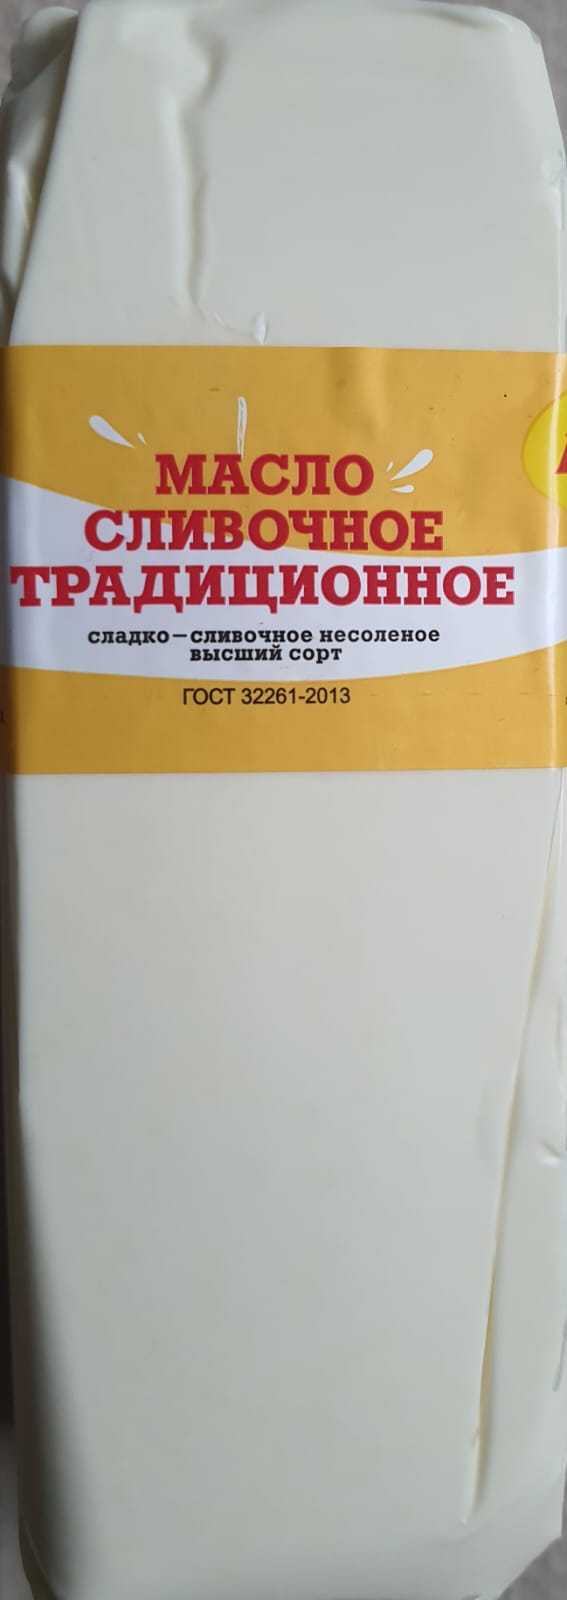 МАСЛО
СЛИВОЧНОЕ
ТРАДИЦИОННОЕ
сладко—сливочное несоленое
высший сорт
ГОСТ 32261-2013